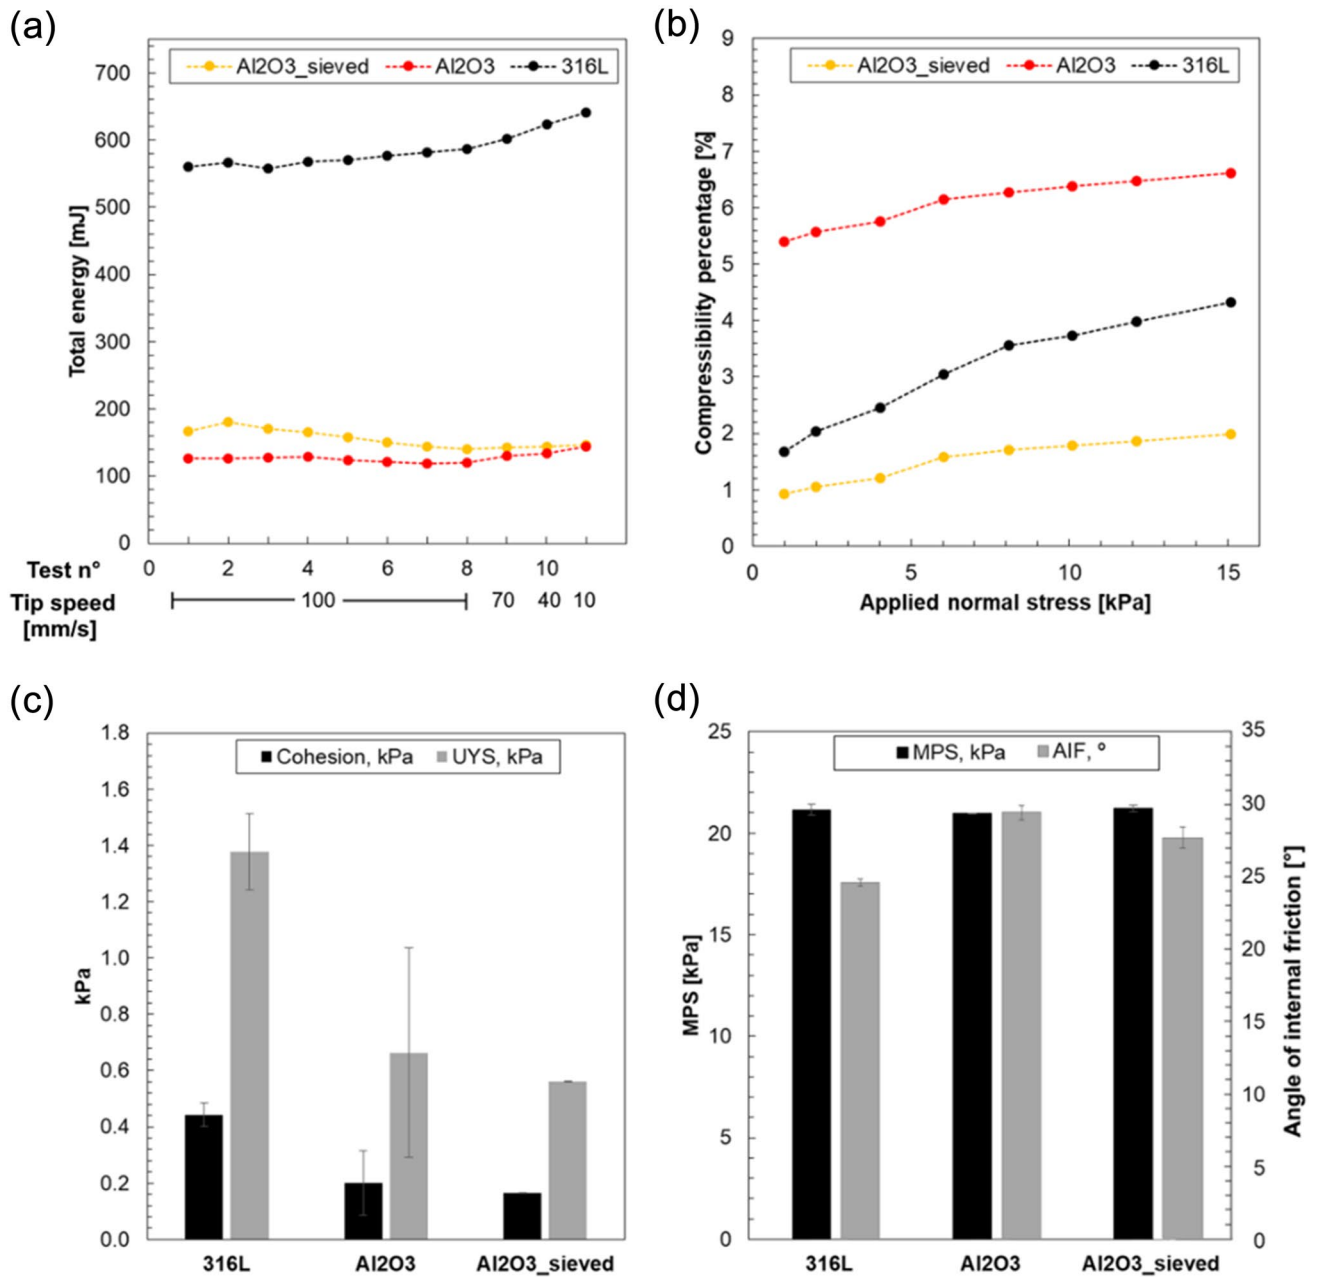 (a)
Al2O3_sieved Al2O3 316L
700
600
500
400
300
200
100
0
Total energy [mJ]
Test n° 0 2 4 6 8 10
Tip speed 100 70 40 10
[mm/s]
(b)
Al2O3_sieved Al2O3 316L
9
8
7
6
5
4
3
2
1
0
Compressibility percentage [%]
0 5 10 15
Applied normal stress [kPa]
(c)
Cohesion, kPa UYS, kPa
1.8
1.6
1.4
1.2
1.0
0.8
0.6
0.4
0.2
0.0
kPa
316L Al2O3 Al2O3_sieved
(d)
MPS, kPa AIF, º
25
20
15
10
5
0
MPS [kPa]
35
30
25
20
15
10
5
0
Angle of internal friction [°]
316L Al2O3 Al2O3_sieved